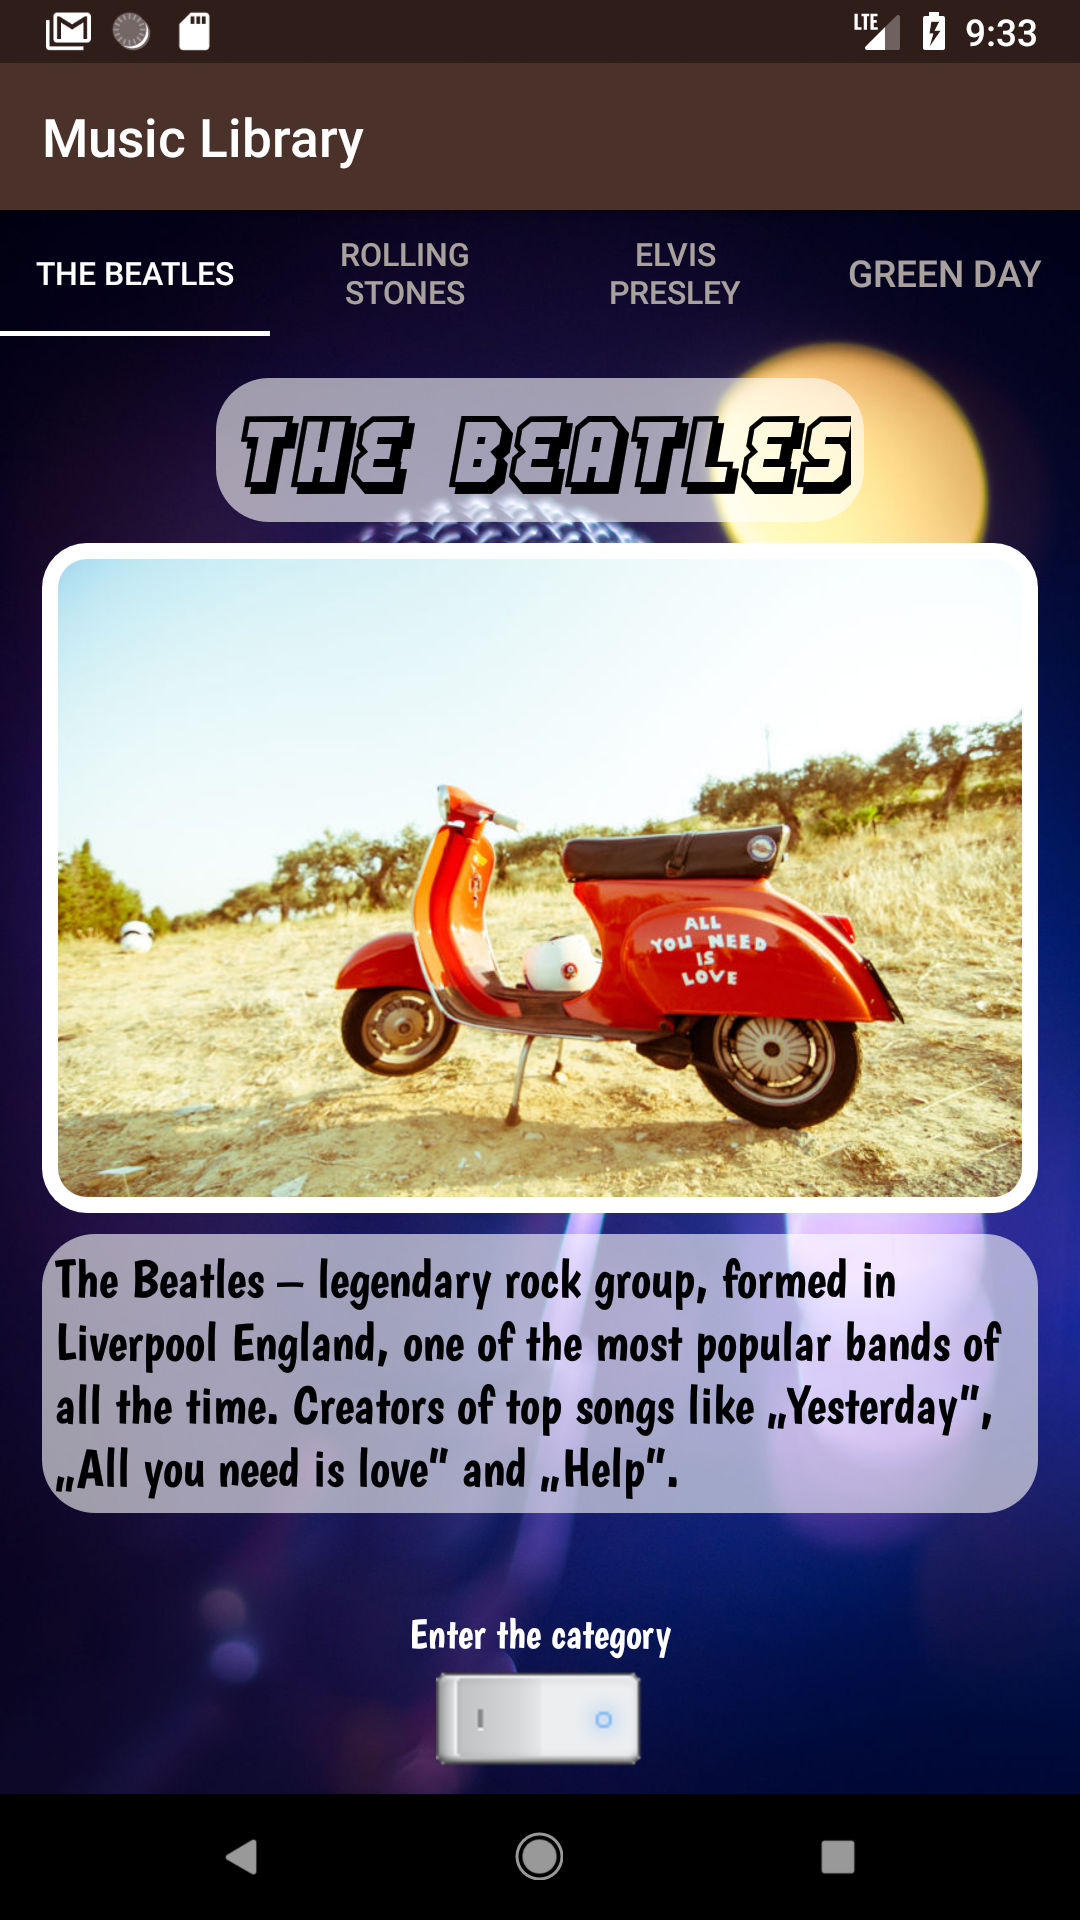 LTE 9:33
Music Library
THE BEATLES
ROLLING
STONES
ELVIS
PRESLEY
GREEN DAY
THE BEATLES
ALL
YOU NEED
IS
LOVE
The Beatles – legendary rock group, formed in
Liverpool England, one of the most popular bands of
all the time. Creators of top songs like „Yesterday”,
„All you need is love” and „Help”.
Enter the category